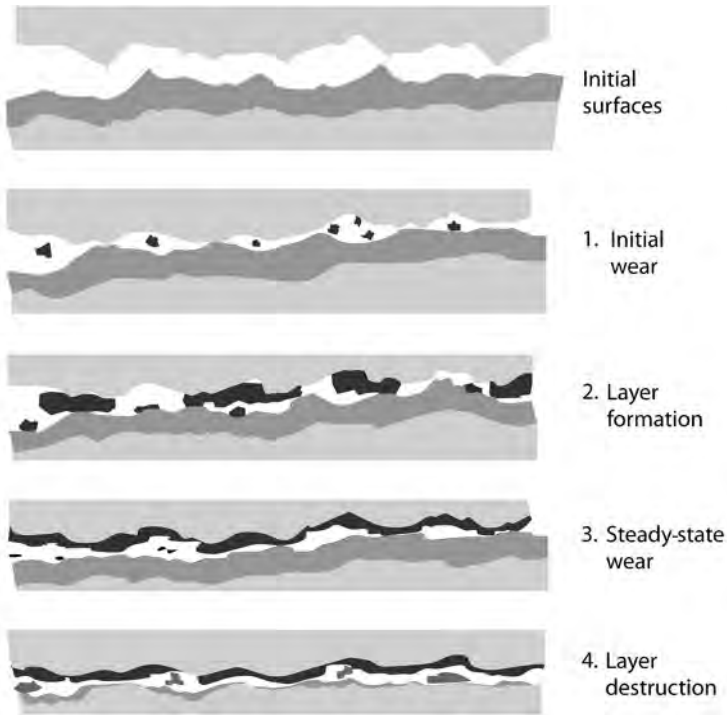 Initial
surfaces
1. Initial
wear
2. Layer
formation
3. Steady-state
wear
4. Layer
destruction